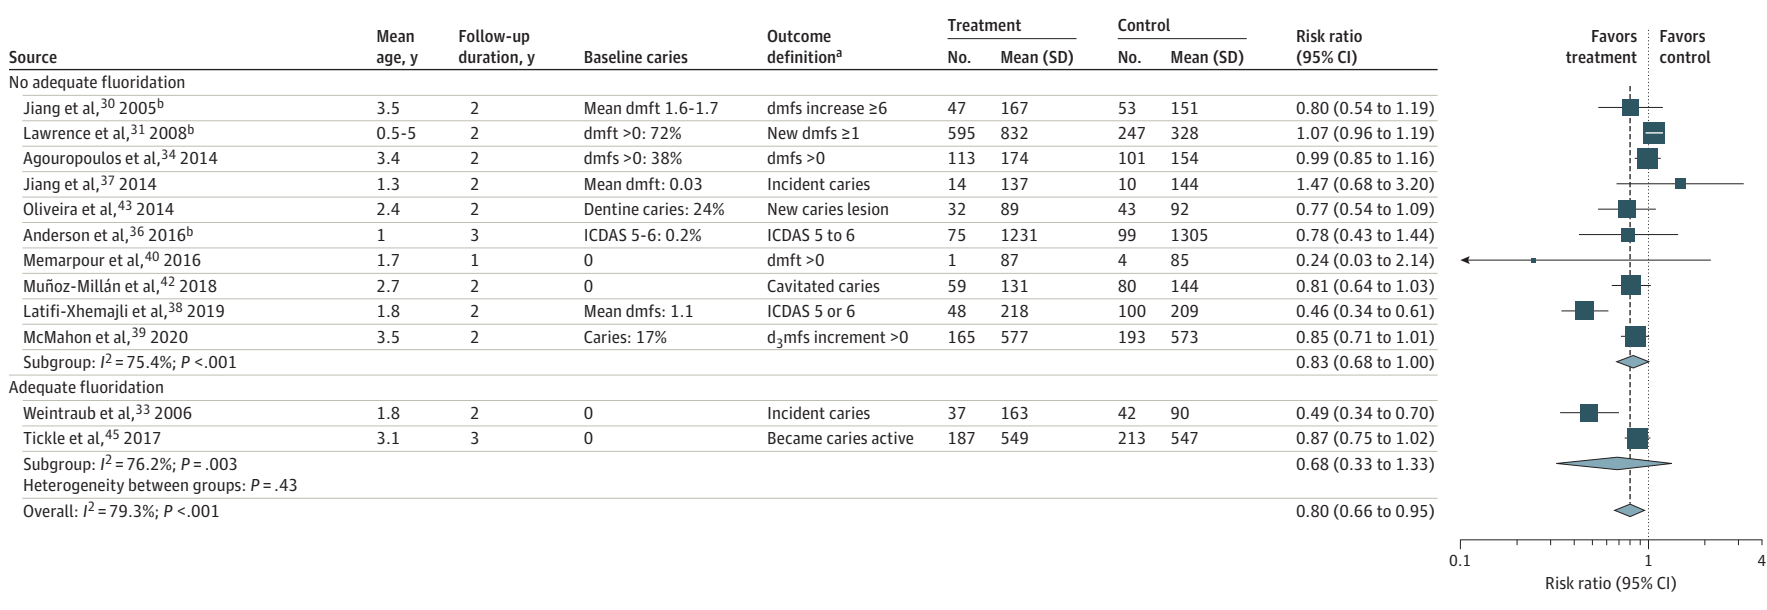 Source Mean age, y Follow-up duration, y Baseline caries Outcome definitionᵃ Treatment No. Mean (SD) Control No. Mean (SD) Risk ratio (95% CI) Favors treatment Favors control
No adequate fluoridation
Jiang et al,³⁰ 2005ᵇ 3.5 2 Mean dmft 1.6-1.7 dmfs increase ≥6 47 167 53 151 0.80 (0.54 to 1.19)
Lawrence et al,³¹ 2008ᵇ 0.5-5 2 dmft >0: 72% New dmfs ≥1 595 832 247 328 1.07 (0.96 to 1.19)
Agouropoulos et al,³⁴ 2014 3.4 2 dmfs >0: 38% dmfs >0 113 174 101 154 0.99 (0.85 to 1.16)
Jiang et al,³⁷ 2014 1.3 2 Mean dmft: 0.03 Incident caries 14 137 10 144 1.47 (0.68 to 3.20)
Oliveira et al,⁴³ 2014 2.4 2 Dentine caries: 24% New caries lesion 32 89 43 92 0.77 (0.54 to 1.09)
Anderson et al,³⁶ 2016ᵇ 1 3 ICDAS 5-6: 0.2% ICDAS 5 to 6 75 1231 99 1305 0.78 (0.43 to 1.44)
Memarpour et al,⁴⁰ 2016 1.7 1 0 dmft >0 1 87 4 85 0.24 (0.03 to 2.14)
Muñoz-Millán et al,⁴² 2018 2.7 2 0 Cavitated caries 59 131 80 144 0.81 (0.64 to 1.03)
Latifi-Xhemajli et al,³⁸ 2019 1.8 2 Mean dmfs: 1.1 ICDAS 5 or 6 48 218 100 209 0.46 (0.34 to 0.61)
McMahon et al,³⁹ 2020 3.5 2 Caries: 17% d₃mfs increment >0 165 577 193 573 0.85 (0.71 to 1.01)
Subgroup: I² = 75.4%; P <.001 0.83 (0.68 to 1.00)
Adequate fluoridation
Weintraub et al,³³ 2006 1.8 2 0 Incident caries 37 163 42 90 0.49 (0.34 to 0.70)
Tickle et al,⁴⁵ 2017 3.1 3 0 Became caries active 187 549 213 547 0.87 (0.75 to 1.02)
Subgroup: I² = 76.2%; P = .003 0.68 (0.33 to 1.33)
Heterogeneity between groups: P = .43
Overall: I² = 79.3%; P <.001 0.80 (0.66 to 0.95)
0.1 1 4
Risk ratio (95% CI)